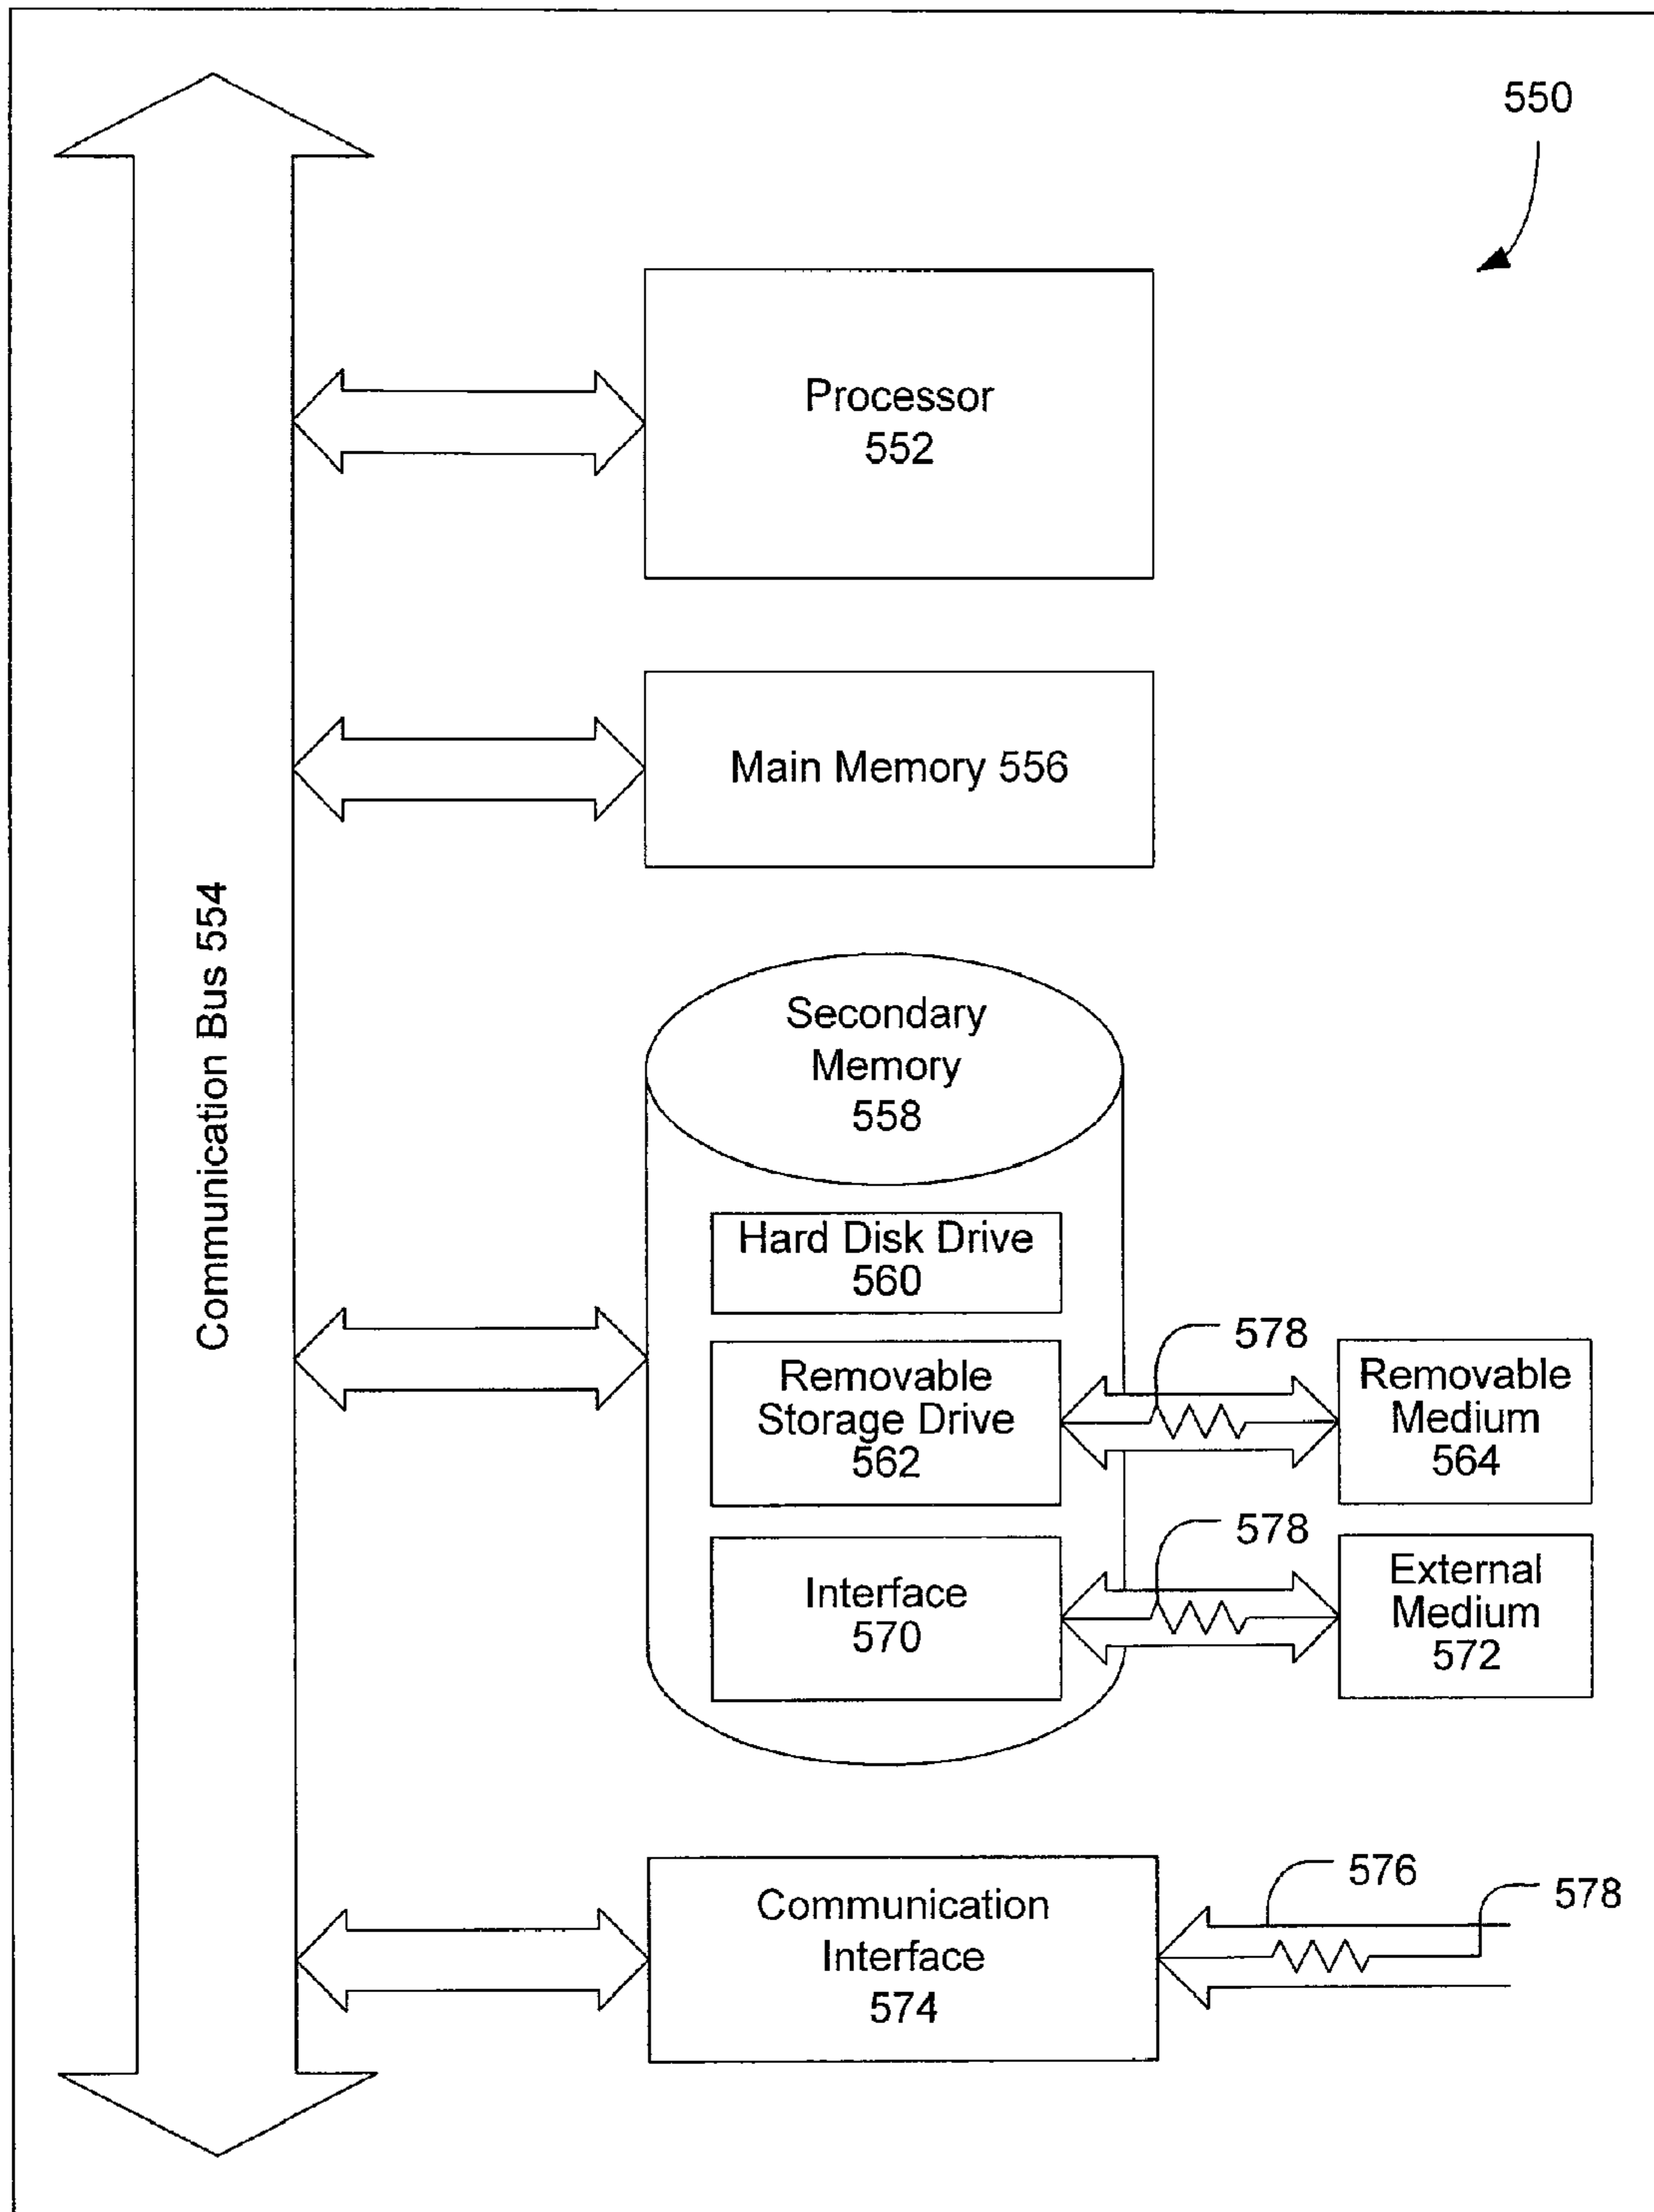 550
Processor
552
Main Memory 556
Communication Bus 554
Secondary
Memory
558
Hard Disk Drive
560
Removable
Storage Drive
562
578
Removable
Medium
564
Interface
570
578
External
Medium
572
Communication
Interface
574
576
578